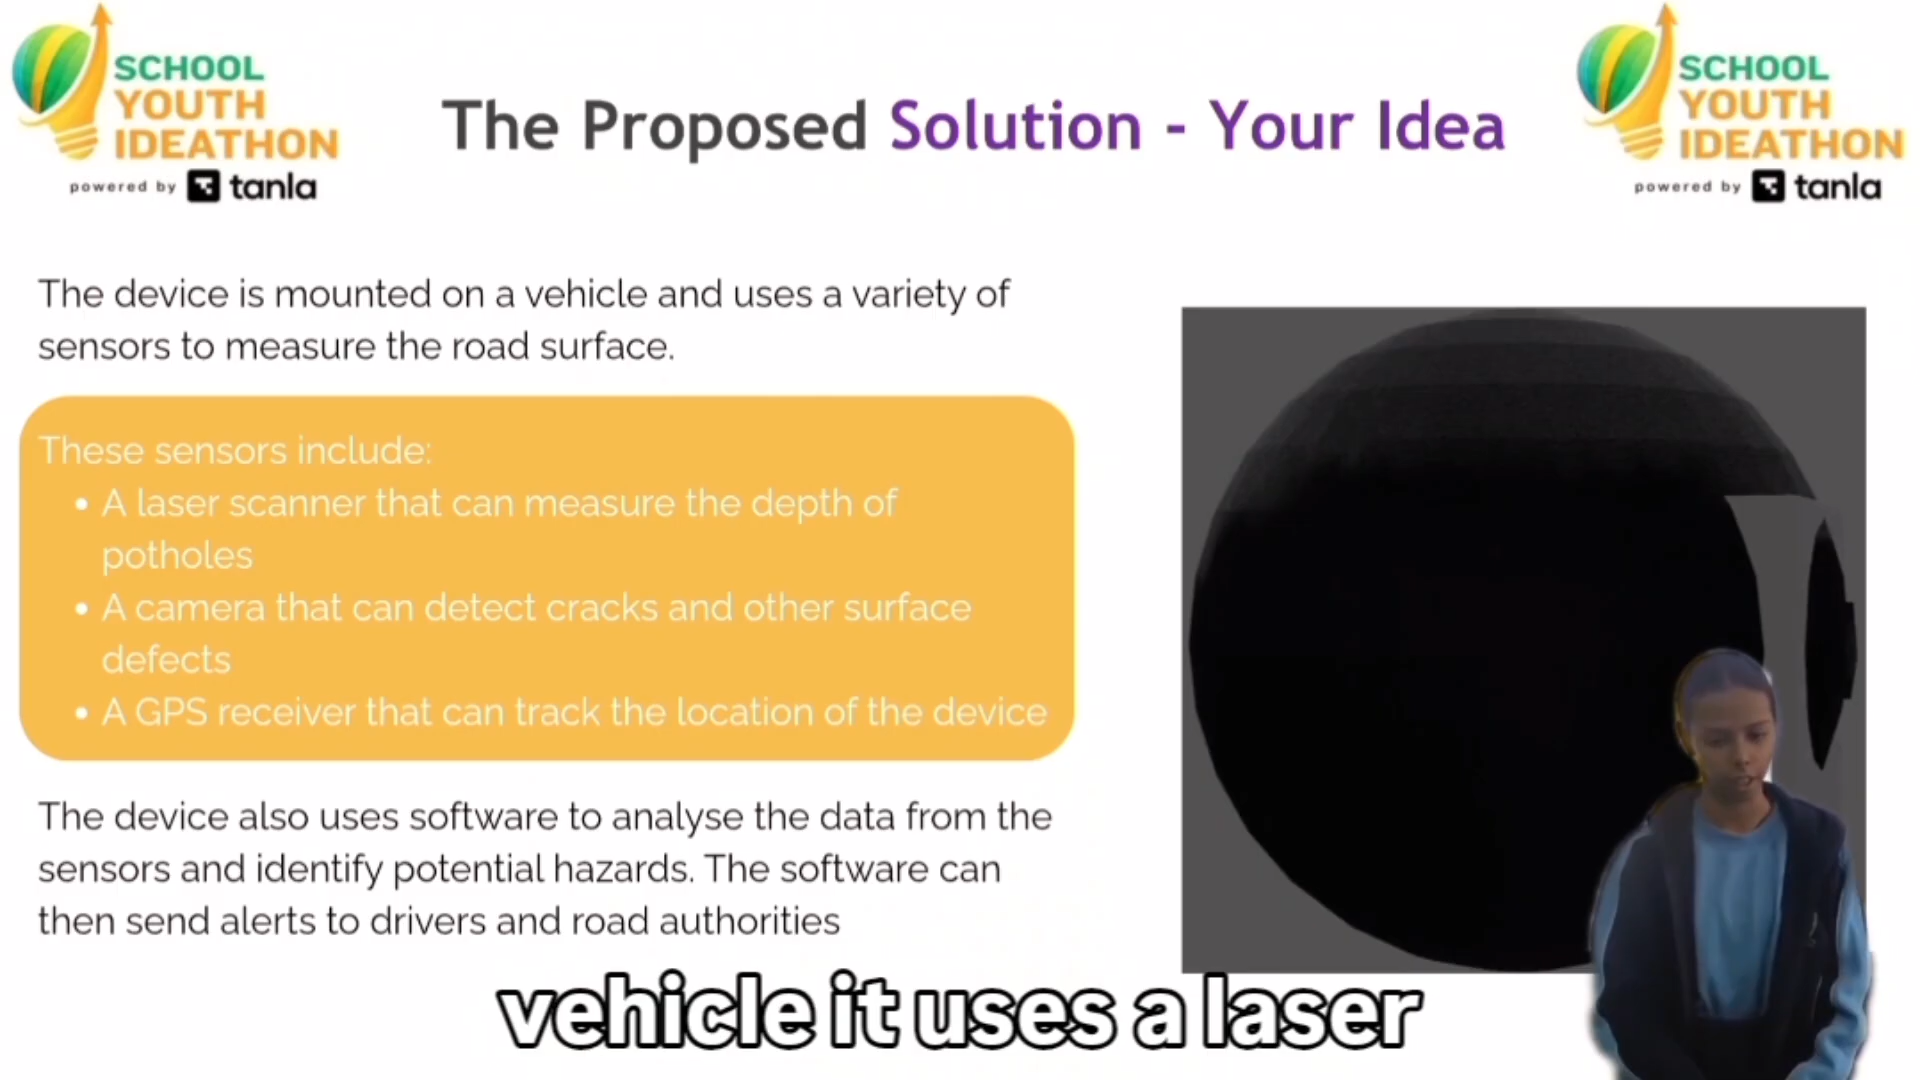 SCHOOL
YOUTH
IDEATHON
powered by tanla
The Proposed Solution - Your Idea
SCHOOL
YOUTH
IDEATHON
powered by tanla
The device is mounted on a vehicle and uses a variety of
sensors to measure the road surface.
These sensors include:
• A laser scanner that can measure the depth of
potholes
• A camera that can detect cracks and other surface
defects
• A GPS receiver that can track the location of the device
The device also uses software to analyse the data from the
sensors and identify potential hazards. The software can
then send alerts to drivers and road authorities
vehicle it uses a laser